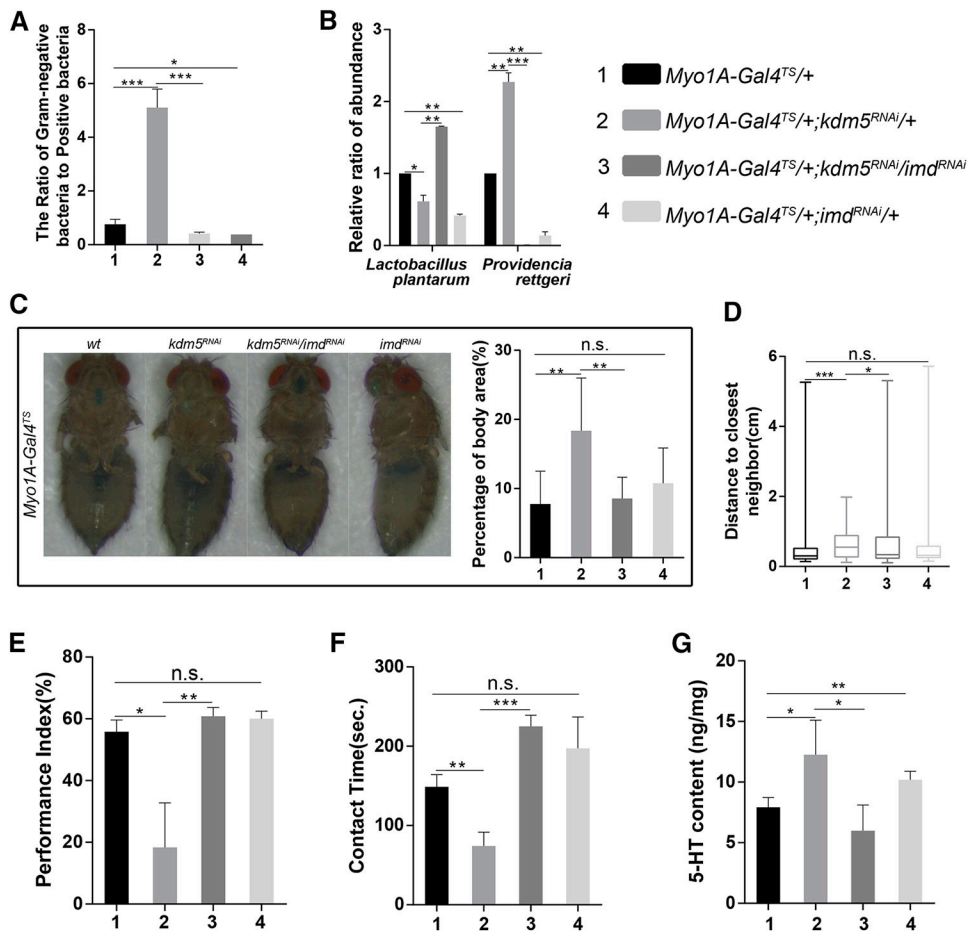 A
The Ratio of Gram-negative
bacteria to Positive bacteria
8
6
4
2
0
*
***
***
1 2 3 4
B
Relative ratio of abundance
3
2
1
0
*
**
**
**
***
**
Lactobacillus
plantarum
Providencia
rettgeri
1 Myo1A-Gal4TS/+
2 Myo1A-Gal4TS/+;kdm5RNAi/+
3 Myo1A-Gal4TS/+;kdm5RNAi/imdRNAi
4 Myo1A-Gal4TS/+;imdRNAi/+
C
wt kdm5RNAi kdm5RNAi/imdRNAi imdRNAi
Myo1A-Gal4TS
Percentage of body area(%)
30
20
10
0
n.s.
** **
1 2 3 4
D
Distance to closest
neighbor(cm)
6
4
2
0
n.s.
*** *
1 2 3 4
E
Performance Index(%)
80
60
40
20
0
n.s.
* **
1 2 3 4
F
Contact Time(sec.)
300
200
100
0
n.s.
***
**
1 2 3 4
G
5-HT content (ng/mg)
20
15
10
5
0
**
* *
1 2 3 4